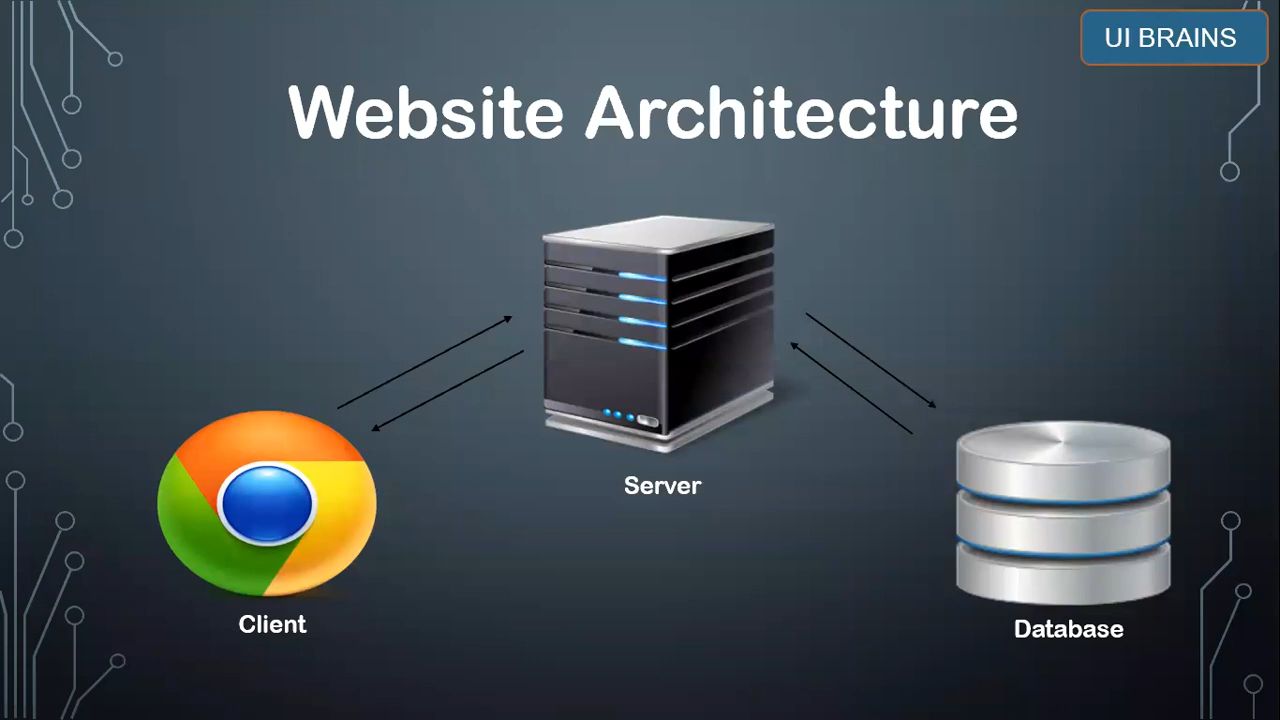 UI BRAINS
Website Architecture
Server
Client
Database